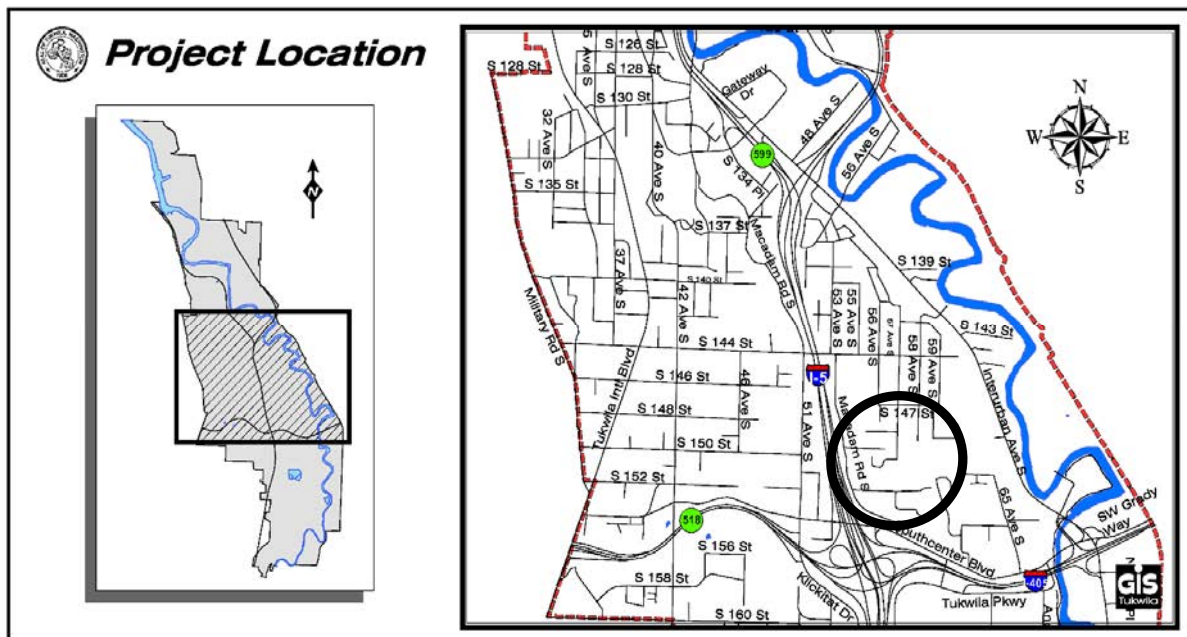 Project Location
N
N
W
E
S
S 126 St
S 128 St
S 128 St
S 130 St
Gateway
Dr
32 Ave S
40 Ave S
48 Ave S
56 Ave S
599
S 134 Pl
S 135 St
S 137 St
Macadam Rd S
S 139 St
37 Ave S
S 140 St
42 Ave S
53 Ave S
55 Ave S
56 Ave S
57 Ave S
58 Ave S
59 Ave S
S 143 St
Military Rd S
S 144 St
Tukwila Intl Blvd
S 146 St
46 Ave S
I-5
Interurban Ave S
S 147 St
S 148 St
51 Ave S
Macadam Rd S
S 150 St
S 152 St
65 Ave S
SW Grady
Way
518
S 156 St
Southcenter Blvd
S 158 St
Klickitat Dr
I-405
Tukwila Pkwy
S 160 St
GIS
Tukwila